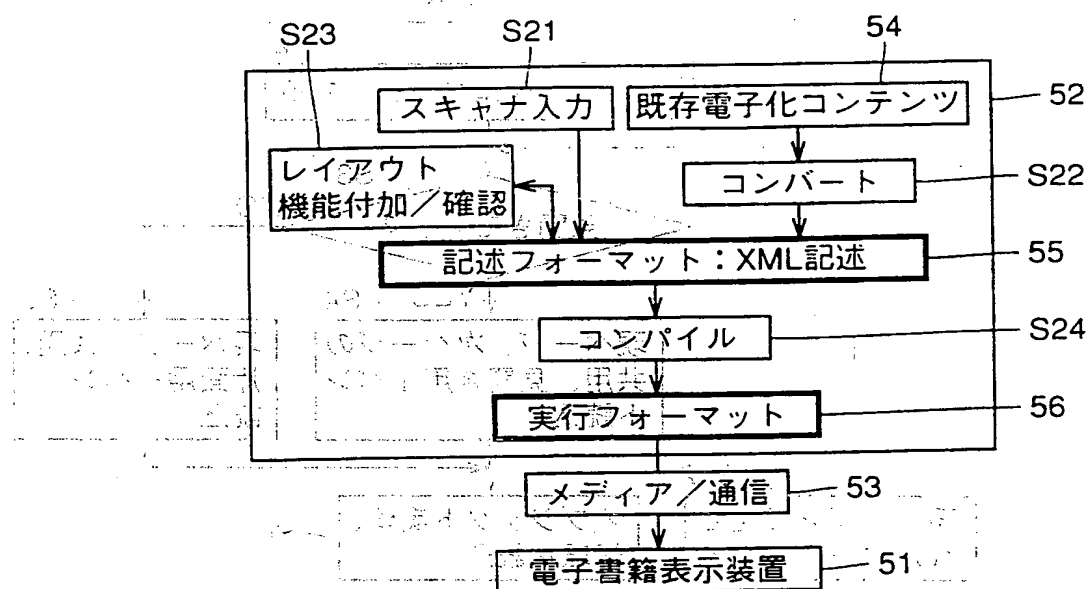 S23
S21
54
スキャナ入力
既存電子化コンテンツ
52
レイアウト
機能付加／確認
コンバート
S22
記述フォーマット：XML記述
55
コンパイル
S24
実行フォーマット
56
メディア／通信
53
電子書籍表示装置
51